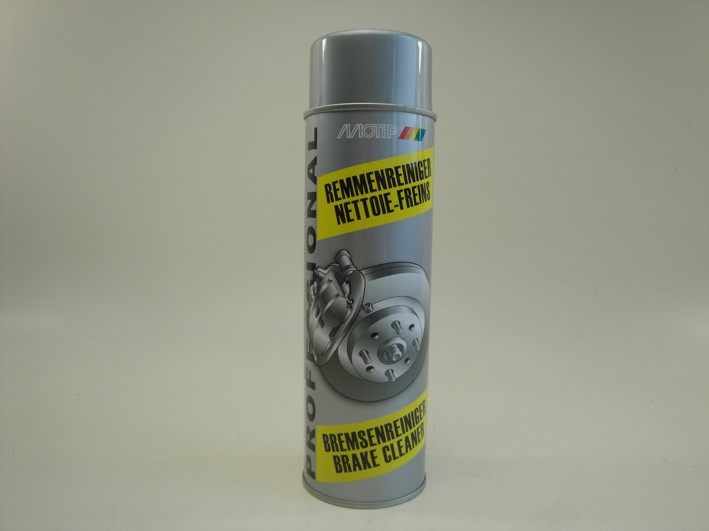 MOTIP
PROFESSIONAL
REMMENREINIGER
NETTOIE-FREINS
BREMSENREINIGER
BRAKE CLEANER